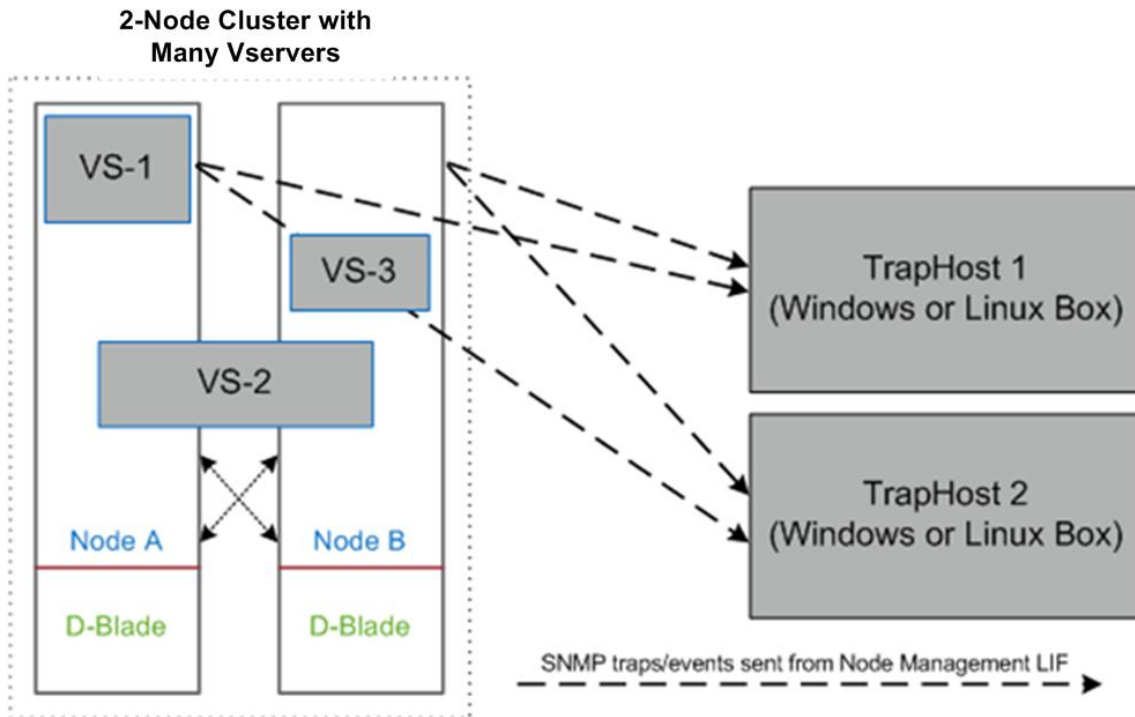 2-Node Cluster with
Many Vservers
VS-1
VS-3
VS-2
Node A
Node B
D-Blade
D-Blade
TrapHost 1
(Windows or Linux Box)
TrapHost 2
(Windows or Linux Box)
SNMP traps/events sent from Node Management LIF